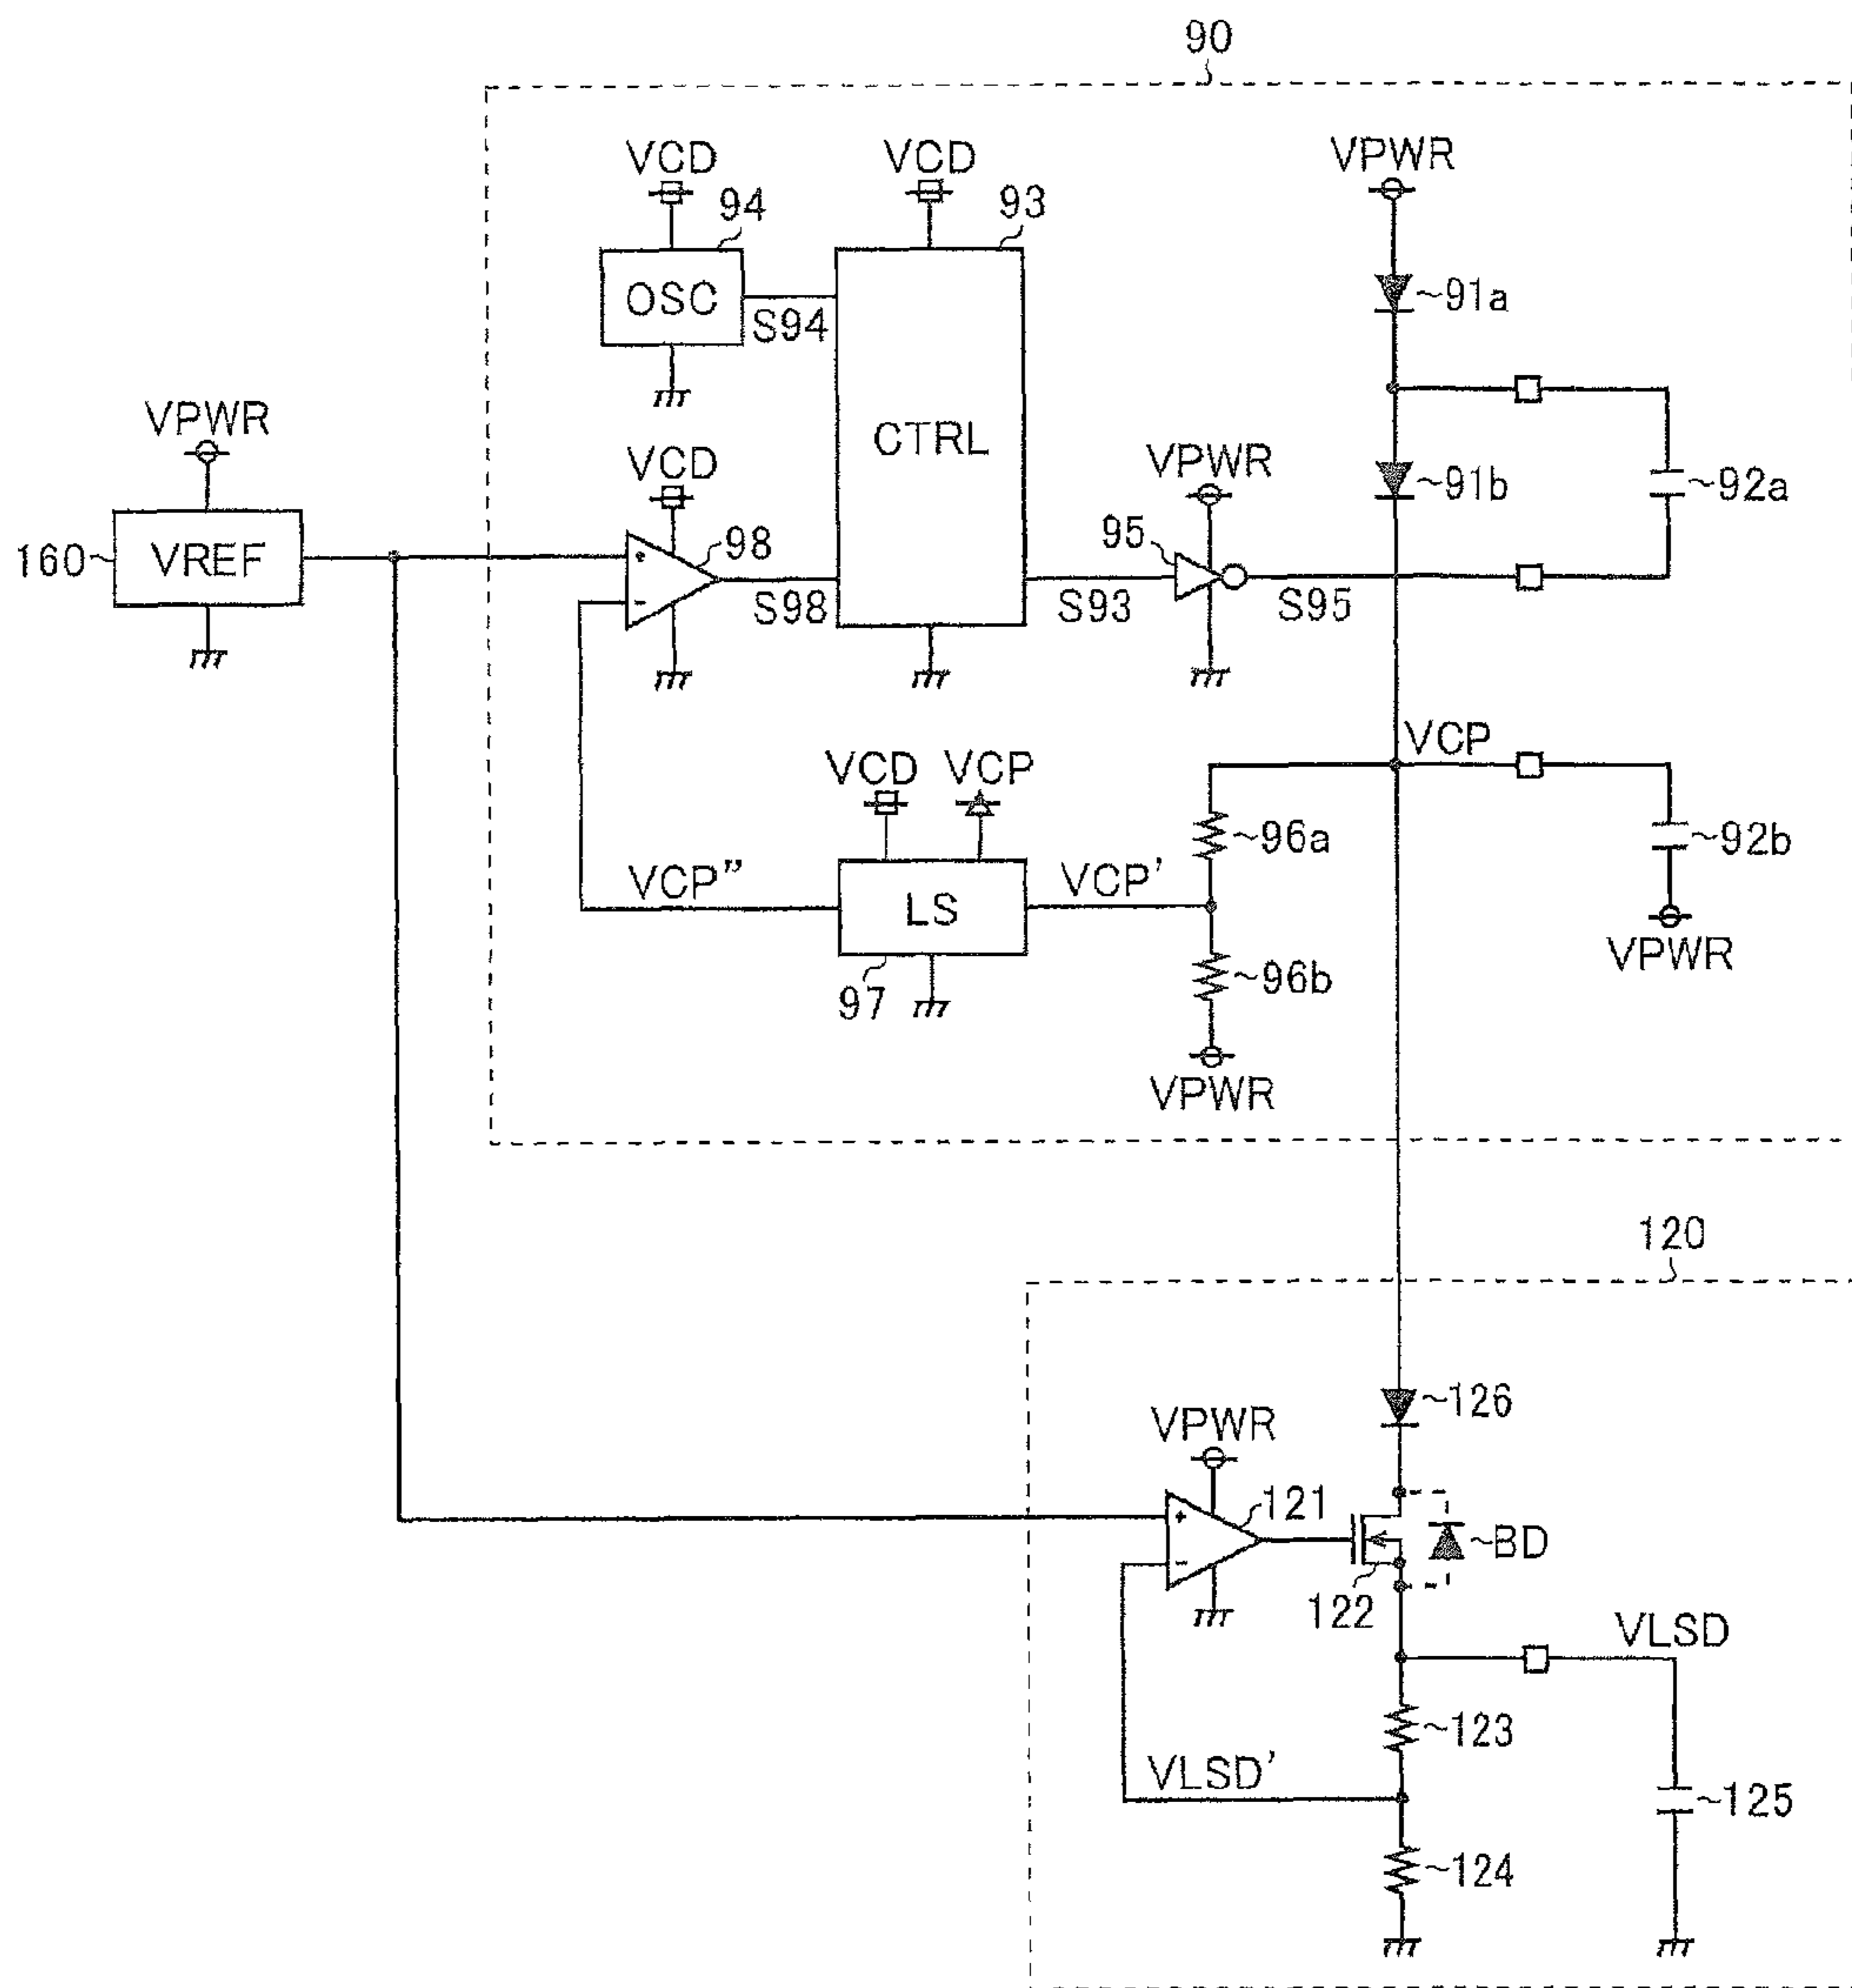 90
VCD
VCD
VPWR
94
93
OSC
S94
91a
CTRL
VPWR
VCD
VPWR
91b
92a
160
VREF
+
-
98
S98
S93
95
S95
VCP
VCD
VCP
96a
92b
VCP"
LS
VCP'
97
96b
VPWR
VPWR
120
126
VPWR
+
-
121
BD
122
VLSD
123
VLSD'
125
124